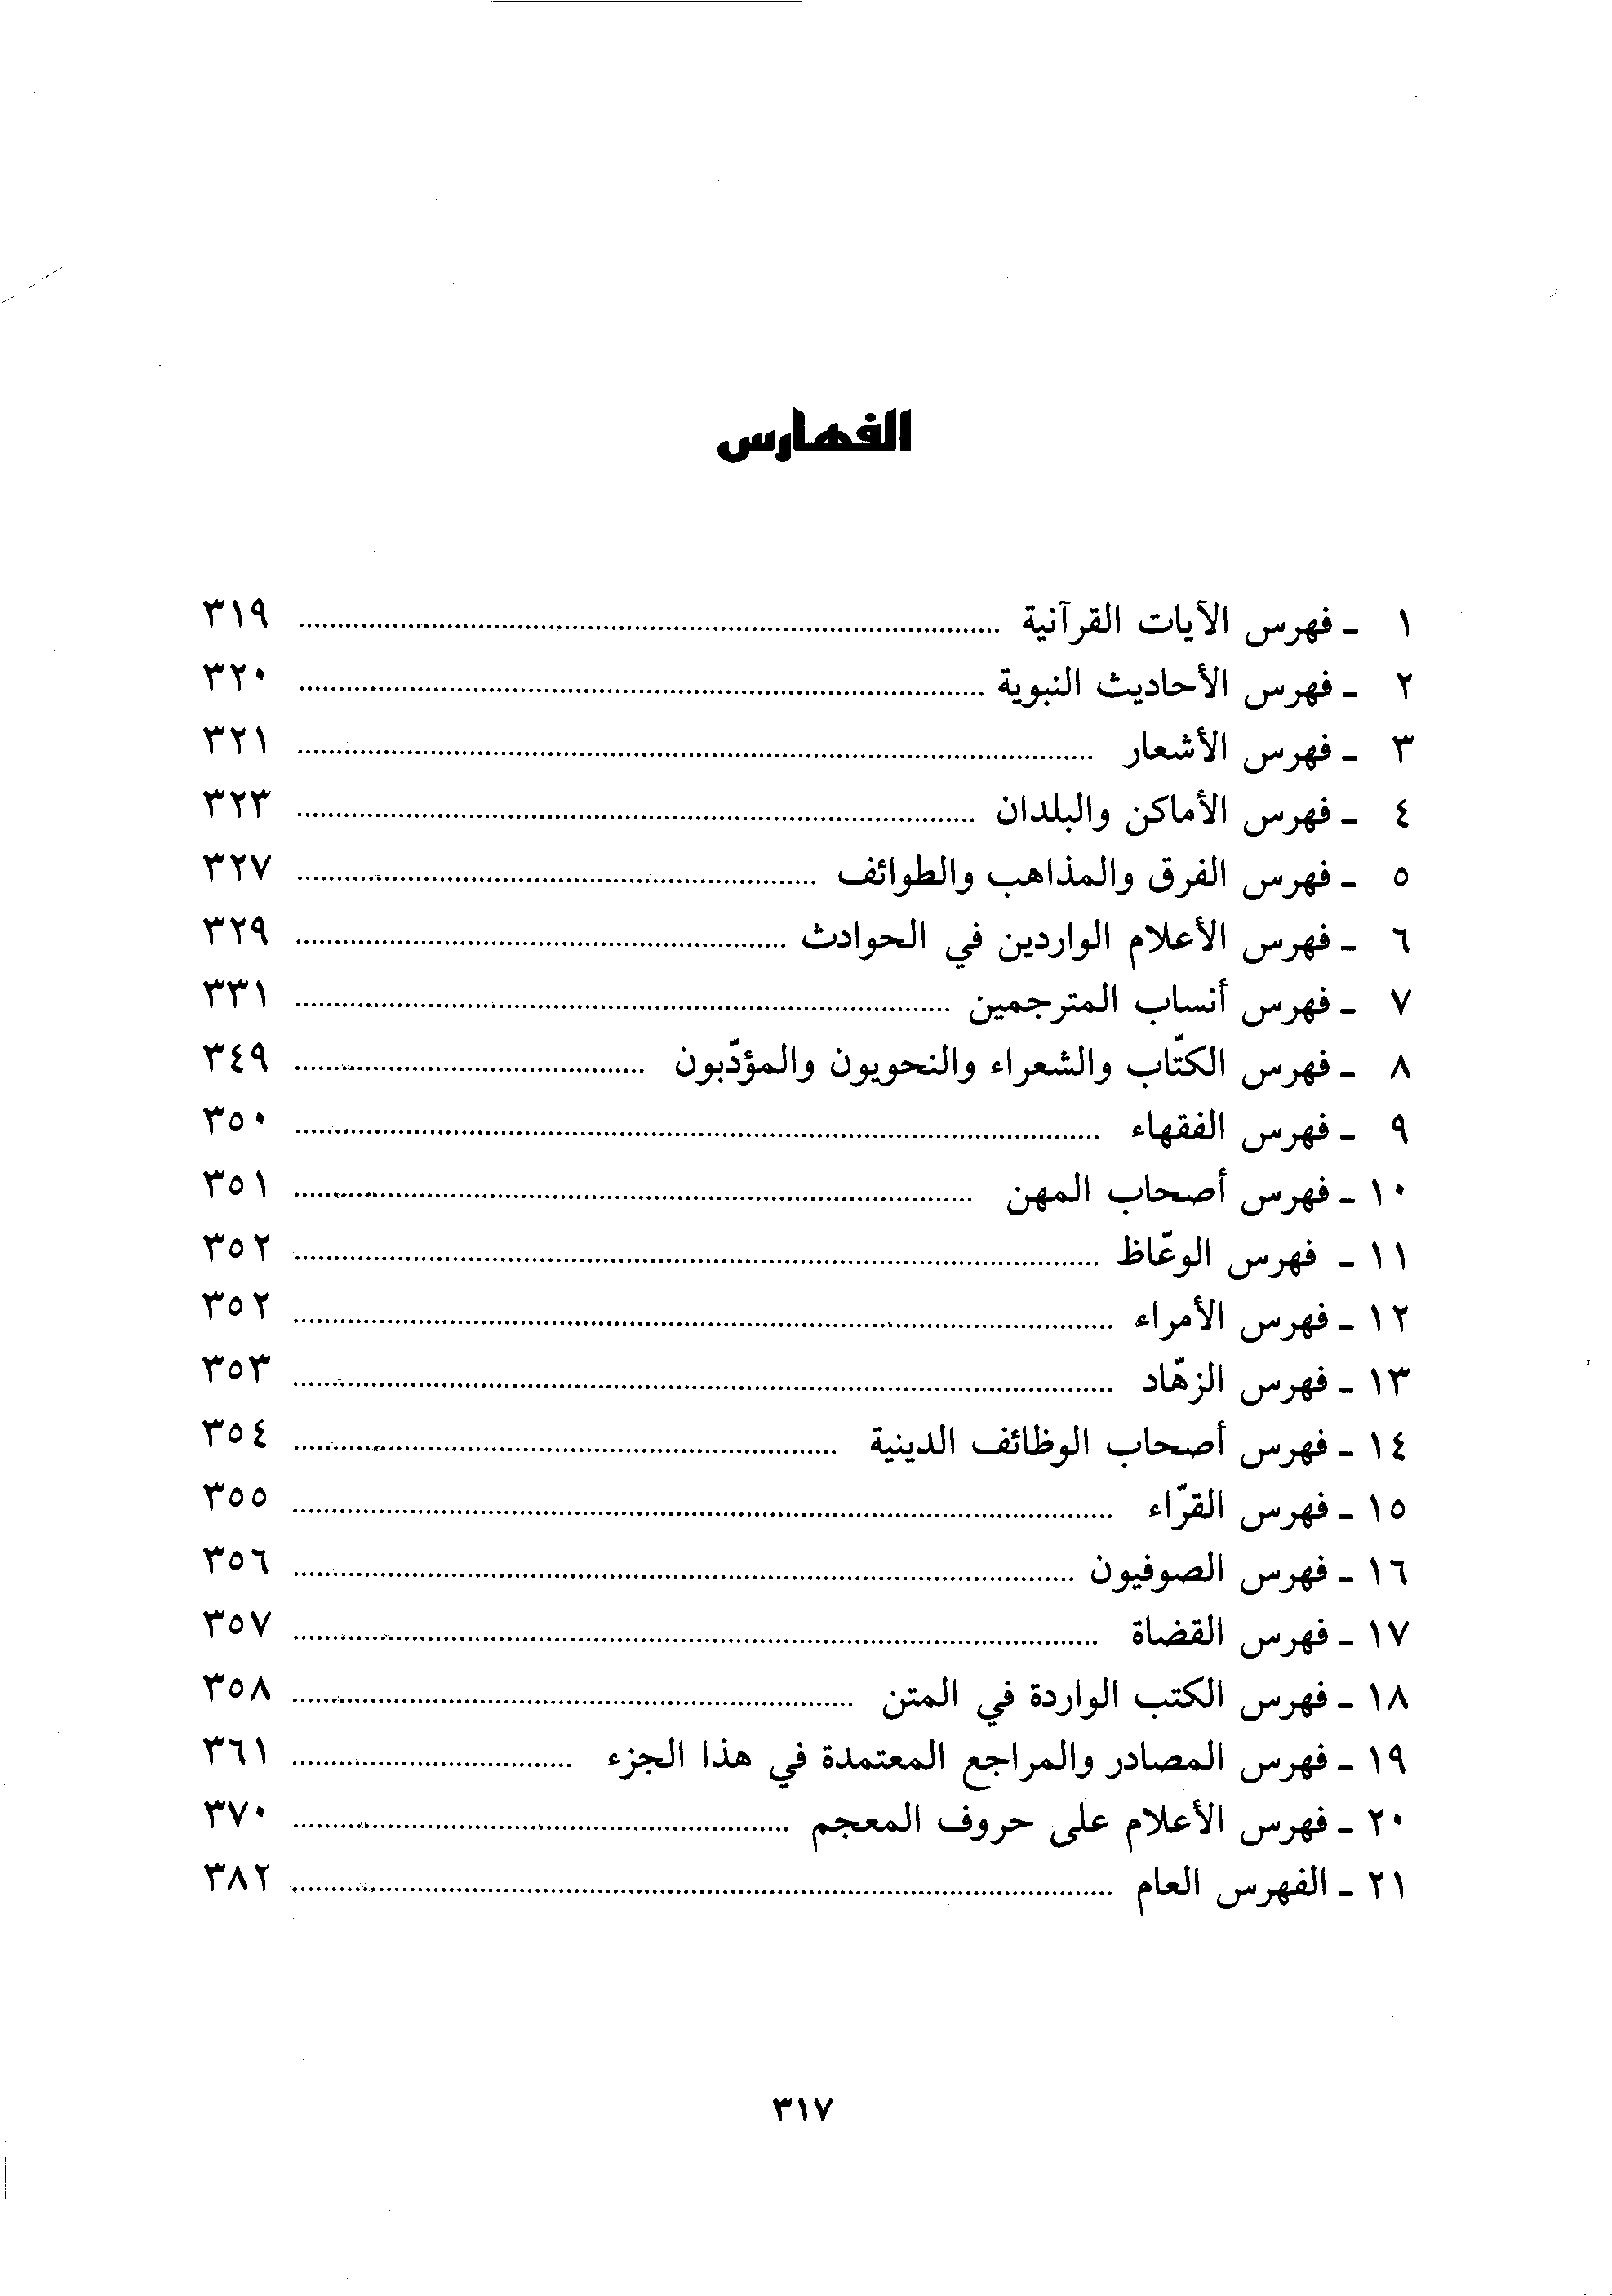 الفهارس
١ - فهرس الآيات القرآنية ........ ٣١٩
٢ - فهرس الأحاديث النبوية ........ ٣٢٠
٣ - فهرس الأشعار ........ ٣٢١
٤ - فهرس الأماكن والبلدان ........ ٣٢٣
٥ - فهرس الفرق والمذاهب والطوائف ........ ٣٢٧
٦ - فهرس الأعلام الواردين في الحوادث ........ ٣٢٩
٧ - فهرس أنساب المترجمين ........ ٣٣١
٨ - فهرس الكتّاب والشعراء والنحويون والمؤدّبون ........ ٣٤٩
٩ - فهرس الفقهاء ........ ٣٥٠
١٠ - فهرس أصحاب المهن ........ ٣٥١
١١ - فهرس الوعّاظ ........ ٣٥٢
١٢ - فهرس الأمراء ........ ٣٥٢
١٣ - فهرس الزهّاد ........ ٣٥٣
١٤ - فهرس أصحاب الوظائف الدينية ........ ٣٥٤
١٥ - فهرس القرّاء ........ ٣٥٥
١٦ - فهرس الصوفيون ........ ٣٥٦
١٧ - فهرس القضاة ........ ٣٥٧
١٨ - فهرس الكتب الواردة في المتن ........ ٣٥٨
١٩ - فهرس المصادر والمراجع المعتمدة في هذا الجزء ........ ٣٦١
٢٠ - فهرس الأعلام على حروف المعجم ........ ٣٧٠
٢١ - الفهرس العام ........ ٣٨٢
٣١٧